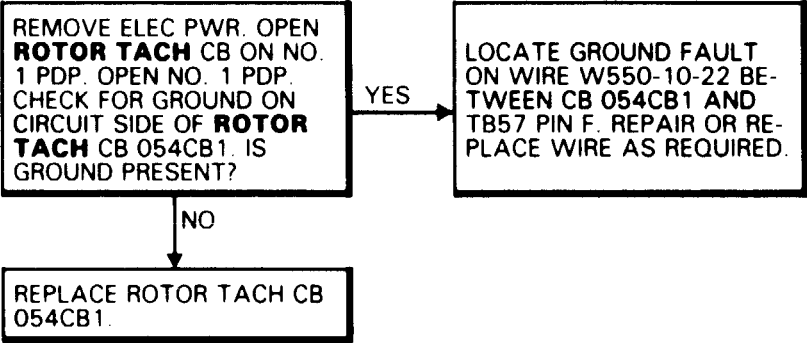 REMOVE ELEC PWR. OPEN
ROTOR TACH CB ON NO.
1 PDP. OPEN NO. 1 PDP.
CHECK FOR GROUND ON
CIRCUIT SIDE OF ROTOR
TACH CB 054CB1. IS
GROUND PRESENT?
YES
LOCATE GROUND FAULT
ON WIRE W550-10-22 BE-
TWEEN CB 054CB1 AND
TB57 PIN F. REPAIR OR RE-
PLACE WIRE AS REQUIRED.
NO
REPLACE ROTOR TACH CB
054CB1.